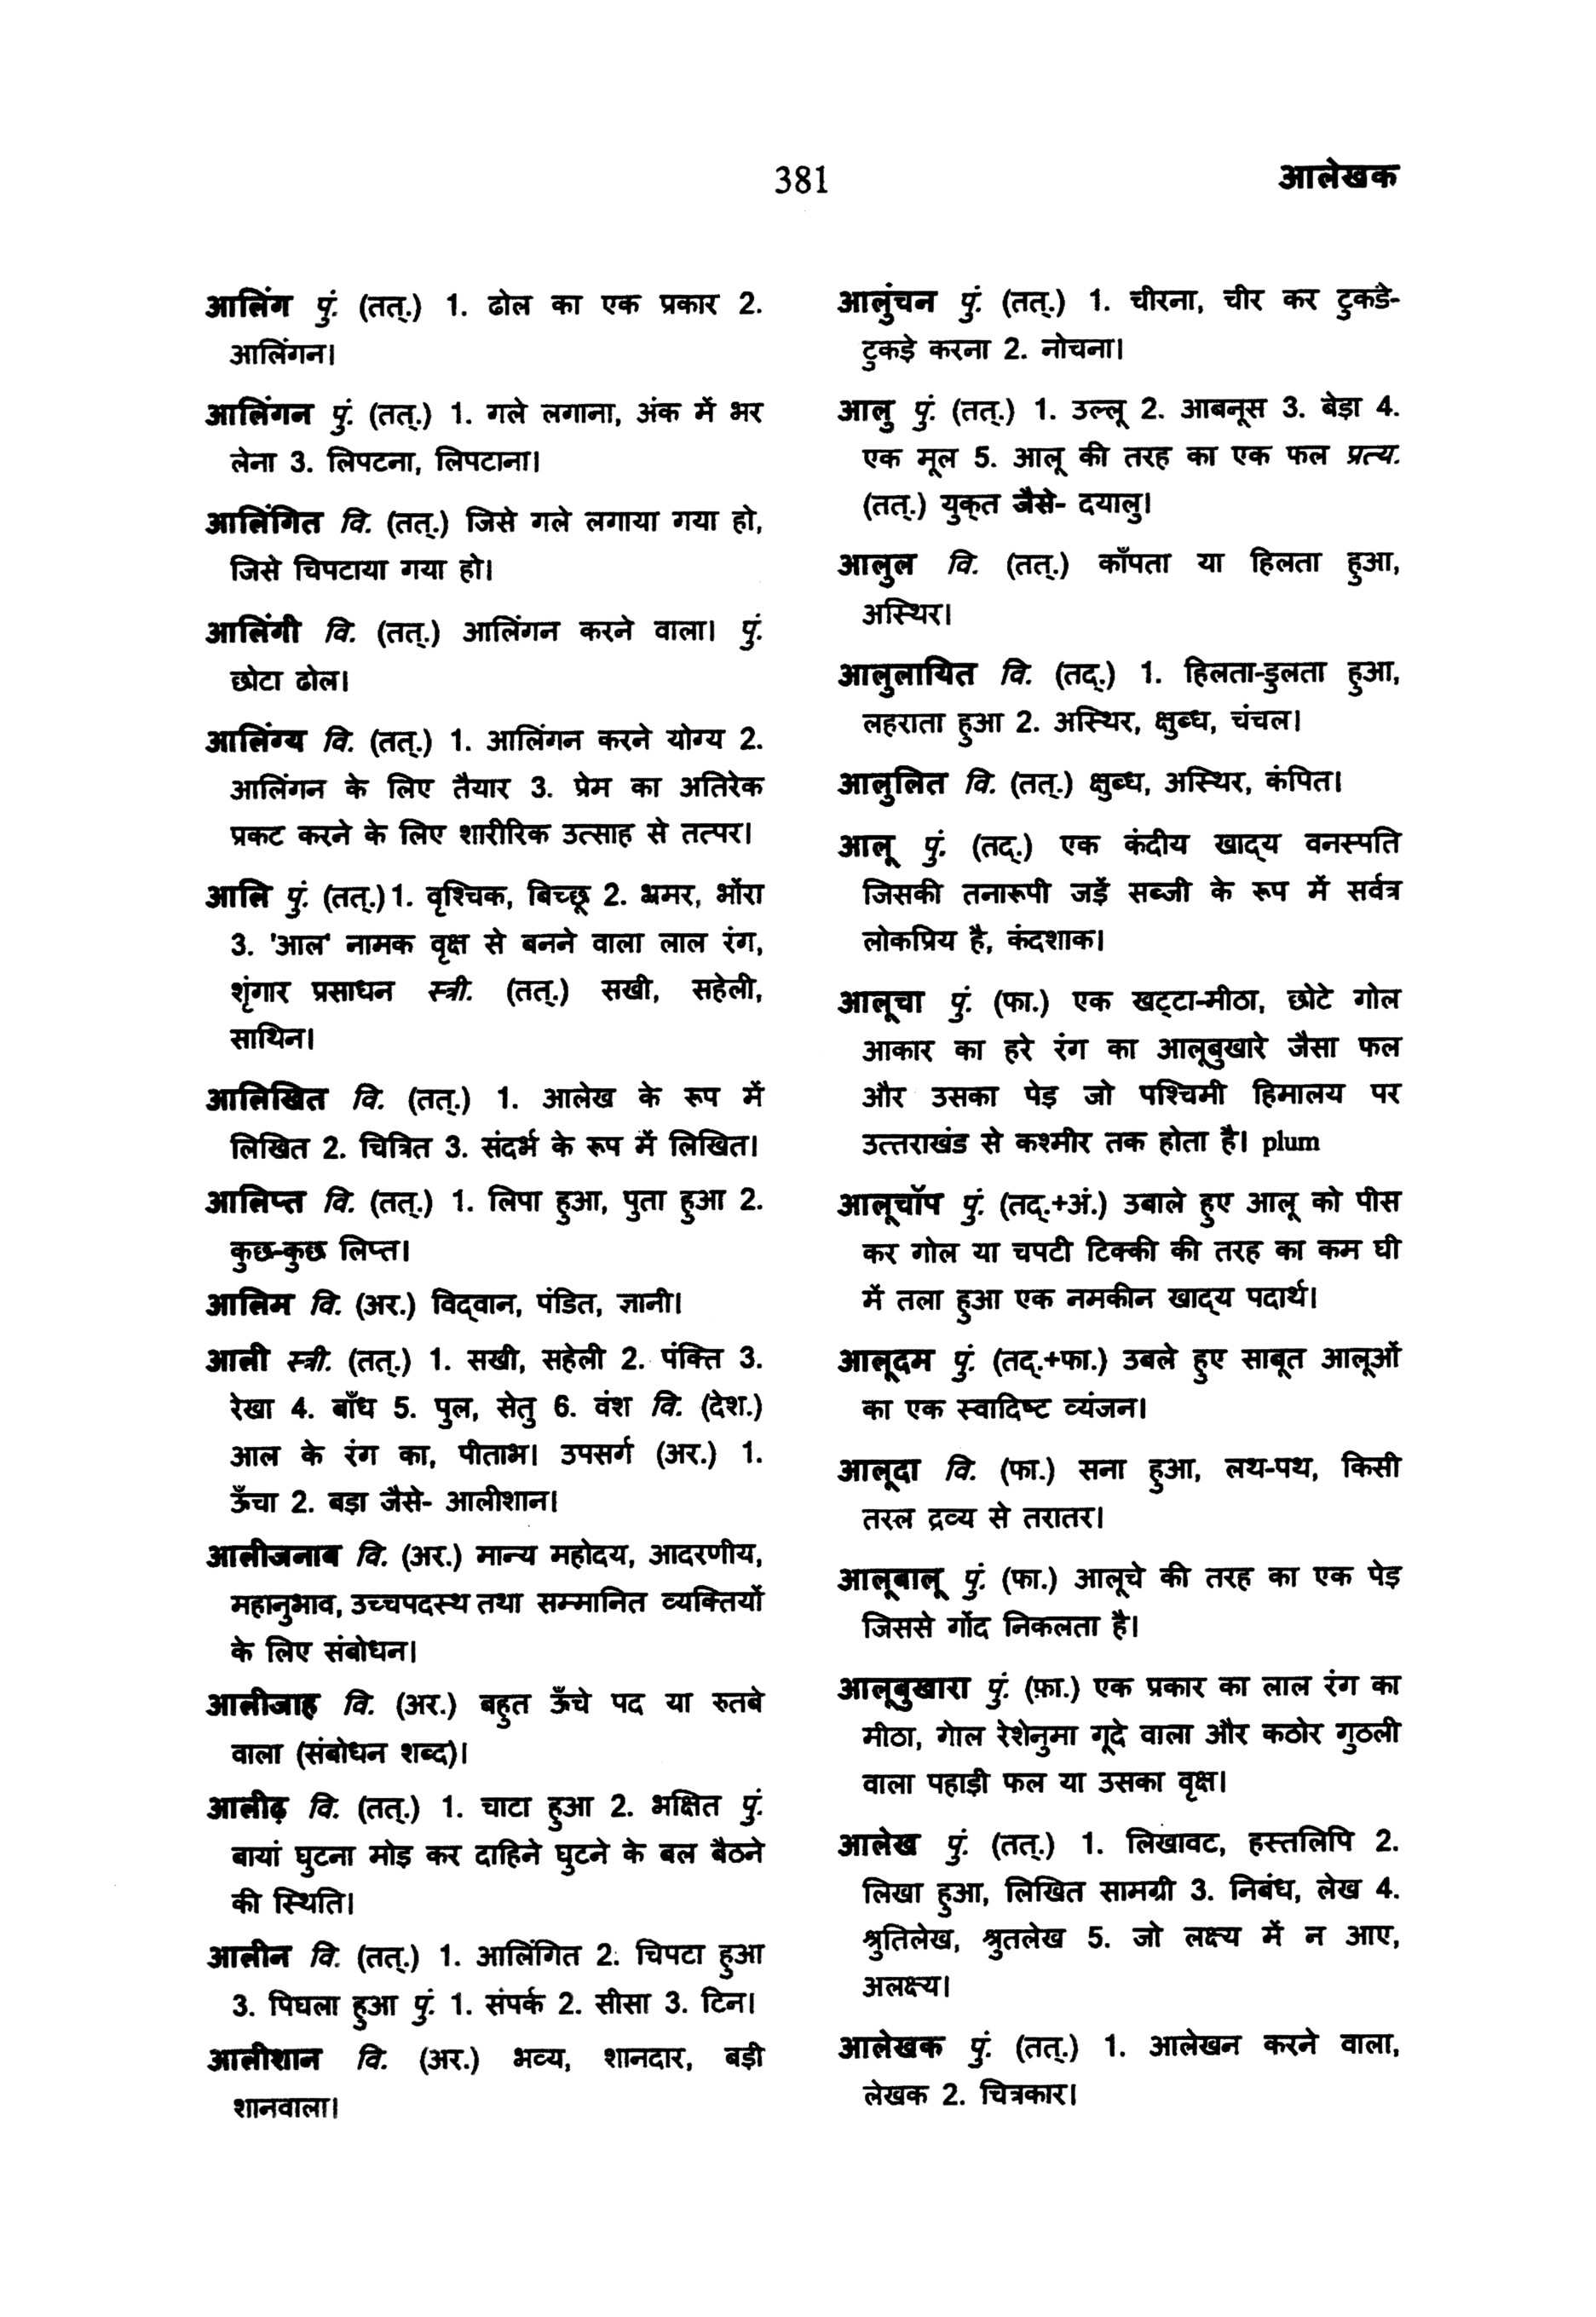 381
आलेखक
आलिंग पुं. (तत्.) 1. ढोल का एक प्रकार 2.
आलिंगन।
आलिंगन पुं. (तत्.) 1. गले लगाना, अंक में भर
लेना 3. लिपटना, लिपटाना।
आलिंगित वि. (तत्.) जिसे गले लगाया गया हो,
जिसे चिपटाया गया हो।
आलिंगी वि. (तत्.) आलिंगन करने वाला। पुं.
छोटा ढोल।
आलिंग्य वि. (तत्.) 1. आलिंगन करने योग्य 2.
आलिंगन के लिए तैयार 3. प्रेम का अतिरेक
प्रकट करने के लिए शारीरिक उत्साह से तत्पर।
आलि पुं. (तत्.) 1. वृश्चिक, बिच्छू 2. भ्रमर, भौंरा
3. 'आल' नामक वृक्ष से बनने वाला लाल रंग,
शृंगार प्रसाधन स्त्री. (तत्.) सखी, सहेली,
साथिन।
आलिखित वि. (तत्.) 1. आलेख के रूप में
लिखित 2. चित्रित 3. संदर्भ के रूप में लिखित।
आलिप्त वि. (तत्.) 1. लिपा हुआ, पुता हुआ 2.
कुछ-कुछ लिप्त।
आलिम वि. (अर.) विद्‌वान, पंडित, ज्ञानी।
आली स्त्री. (तत्.) 1. सखी, सहेली 2. पंक्ति 3.
रेखा 4. बाँध 5. पुल, सेतु 6. वंश वि. (देश.)
आल के रंग का, पीताभ। उपसर्ग (अर.) 1.
ऊँचा 2. बड़ा जैसे- आलीशान।
आलीजनाब वि. (अर.) मान्य महोदय, आदरणीय,
महानुभाव, उच्चपदस्थ तथा सम्मानित व्यक्तियों
के लिए संबोधन।
आलीजाह वि. (अर.) बहुत ऊँचे पद या रुतबे
वाला (संबोधन शब्द)।
आलीढ़ वि. (तत्.) 1. चाटा हुआ 2. भक्षित पुं.
बायां घुटना मोड़ कर दाहिने घुटने के बल बैठने
की स्थिति।
आलीन वि. (तत्.) 1. आलिंगित 2. चिपटा हुआ
3. पिघला हुआ पुं. 1. संपर्क 2. सीसा 3. टिन।
आलीशान वि. (अर.) भव्य, शानदार, बड़ी
शानवाला।
आलुंचन पुं. (तत्.) 1. चीरना, चीर कर टुकडे-
टुकड़े करना 2. नोचना।
आलु पुं. (तत्.) 1. उल्लू 2. आबनूस 3. बेड़ा 4.
एक मूल 5. आलू की तरह का एक फल प्रत्य.
(तत्.) युक्‌त जैसे- दयालु।
आलुल वि. (तत्.) काँपता या हिलता हुआ,
अस्थिर।
आलुलायित वि. (तद्.) 1. हिलता-डुलता हुआ,
लहराता हुआ 2. अस्थिर, क्षुब्ध, चंचल।
आलुलित वि. (तत्.) क्षुब्ध, अस्थिर, कंपित।
आलू पुं. (तद्.) एक कंदीय खाद्‌य वनस्पति
जिसकी तनारूपी जड़ें सब्जी के रूप में सर्वत्र
लोकप्रिय है, कंदशाक।
आलूचा पुं. (फा.) एक खट्‌टा-मीठा, छोटे गोल
आकार का हरे रंग का आलूबुखारे जैसा फल
और उसका पेड़ जो पश्चिमी हिमालय पर
उत्‍तराखंड से कश्मीर तक होता है। plum
आलूचॉप पुं. (तद्.+अं.) उबाले हुए आलू को पीस
कर गोल या चपटी टिक्की की तरह का कम घी
में तला हुआ एक नमकीन खाद्‌य पदार्थ।
आलूदम पुं. (तद्.+फा.) उबले हुए साबूत आलूओं
का एक स्वादिष्ट व्यंजन।
आलूदा वि. (फा.) सना हुआ, लथ-पथ, किसी
तरल द्रव्य से तरातर।
आलूबालू पुं. (फा.) आलूचे की तरह का एक पेड़
जिससे गोंद निकलता है।
आलूबुखारा पुं. (फ़ा.) एक प्रकार का लाल रंग का
मीठा, गोल रेशेनुमा गूदे वाला और कठोर गुठली
वाला पहाड़ी फल या उसका वृक्ष।
आलेख पुं. (तत्.) 1. लिखावट, हस्तलिपि 2.
लिखा हुआ, लिखित सामग्री 3. निबंध, लेख 4.
श्रुतिलेख, श्रुतलेख 5. जो लक्ष्य में न आए,
अलक्ष्य।
आलेखक पुं. (तत्.) 1. आलेखन करने वाला,
लेखक 2. चित्रकार।